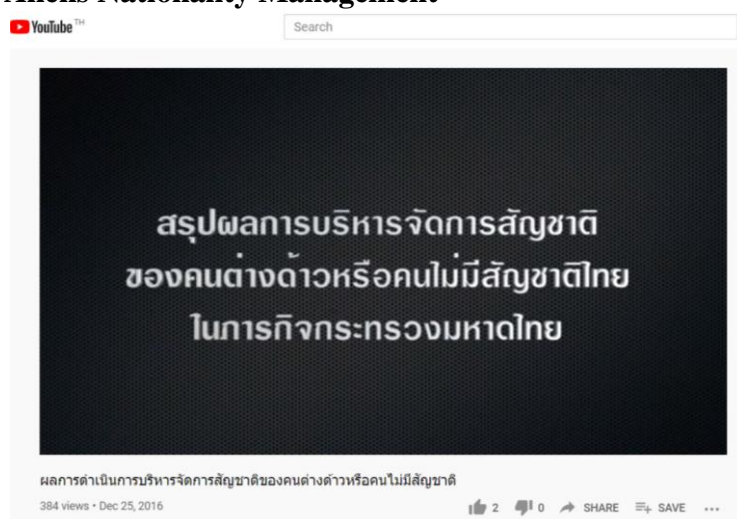 Aliens Nationality Management
YouTube TH
Search
สรุปผลการบริหารจัดการสัญชาติ
ของคนต่างด้าวหรือคนไม่มีสัญชาติไทย
ในภารกิจกระทรวงมหาดไทย
ผลการดำเนินการบริหารจัดการสัญชาติของคนต่างด้าวหรือคนไม่มีสัญชาติ
384 views • Dec 25, 2016
2 0 SHARE SAVE